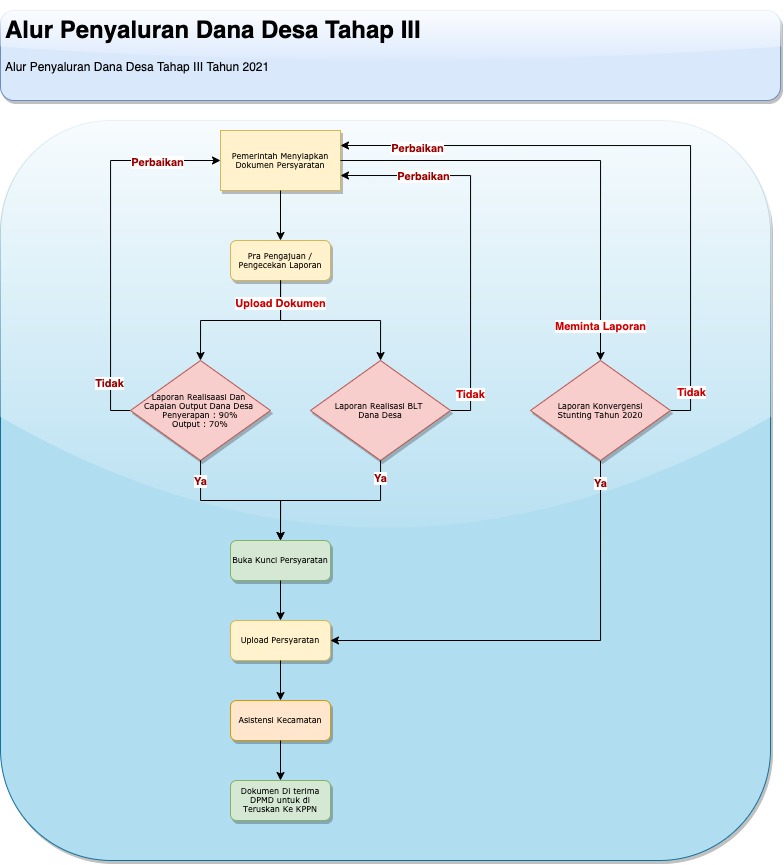 Alur Penyaluran Dana Desa Tahap III
Alur Penyaluran Dana Desa Tahap III Tahun 2021
Pemerintah Menyiapkan
Dokumen Persyaratan
Perbaikan
Perbaikan
Perbaikan
Pra Pengajuan /
Pengecekan Laporan
Upload Dokumen
Meminta Laporan
Tidak
Laporan Realisaasi Dan
Capaian Output Dana Desa
Penyerapan : 90%
Output : 70%
Laporan Realisasi BLT
Dana Desa
Tidak
Laporan Konvergensi
Stunting Tahun 2020
Tidak
Ya
Ya
Ya
Buka Kunci Persyaratan
Upload Persyaratan
Asistensi Kecamatan
Dokumen Di terima
DPMD untuk di
Teruskan Ke KPPN